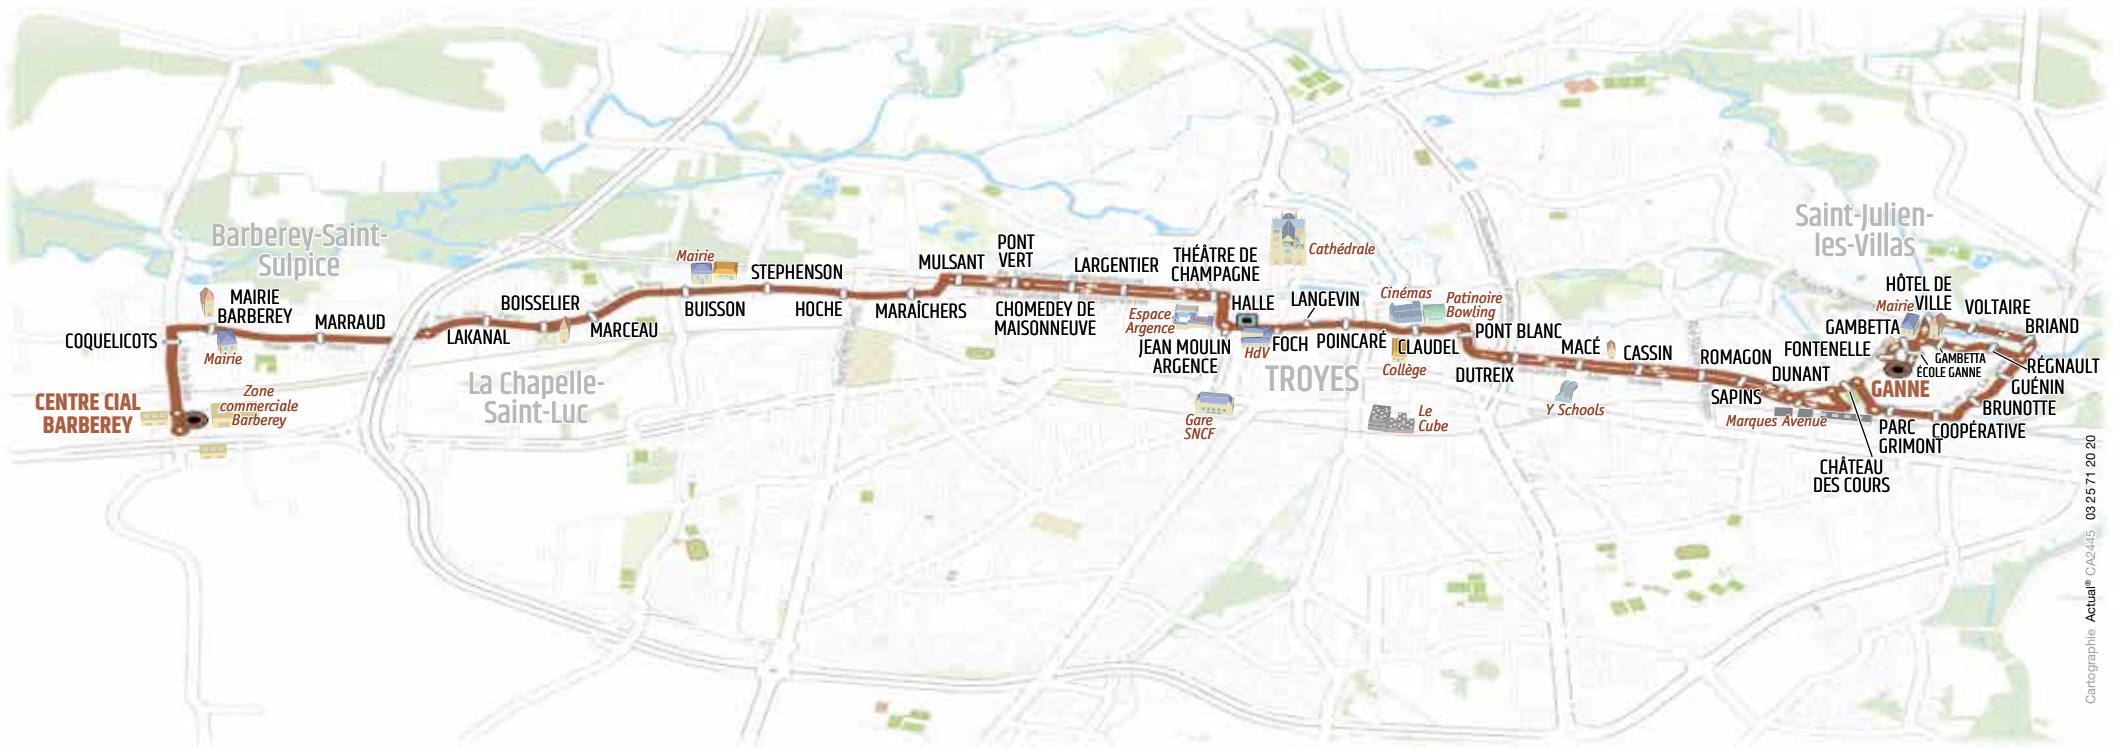 Barberey-Saint-
Sulpice
MAIRIE
BARBEREY
COQUELICOTS
MARRAUD
Mairie
CENTRE CIAL
BARBEREY
Zone
commerciale
Barberey
LAKANAL
BOISSELIER
MARCEAU
La Chapelle-
Saint-Luc
Mairie
BUISSON
STEPHENSON
HOCHE
MARAÎCHERS
MULSANT
PONT
VERT
CHOMEDEY DE
MAISONNEUVE
LARGENTIER
THÉÂTRE DE
CHAMPAGNE
Espace
Argence
JEAN MOULIN
ARGENCE
HALLE
HdV
Cathédrale
FOCH
LANGEVIN
POINCARÉ
TROYES
Gare
SNCF
Cinémas
Patinoire
Bowling
CLAUDEL
Collège
Le
Cube
PONT BLANC
DUTREIX
MACÉ
Y Schools
CASSIN
ROMAGON
SAPINS
DUNANT
Marques Avenue
Saint-Julien-
les-Villas
HÔTEL DE
VILLE
Mairie
VOLTAIRE
GAMBETTA
BRIAND
FONTENELLE
GAMBETTA
ÉCOLE GANNE
GANNE
RÉGNAULT
GUÉNIN
BRUNOTTE
COOPÉRATIVE
PARC
GRIMONT
CHÂTEAU
DES COURS
Cartographie Actual® CA2445 03 25 71 20 20